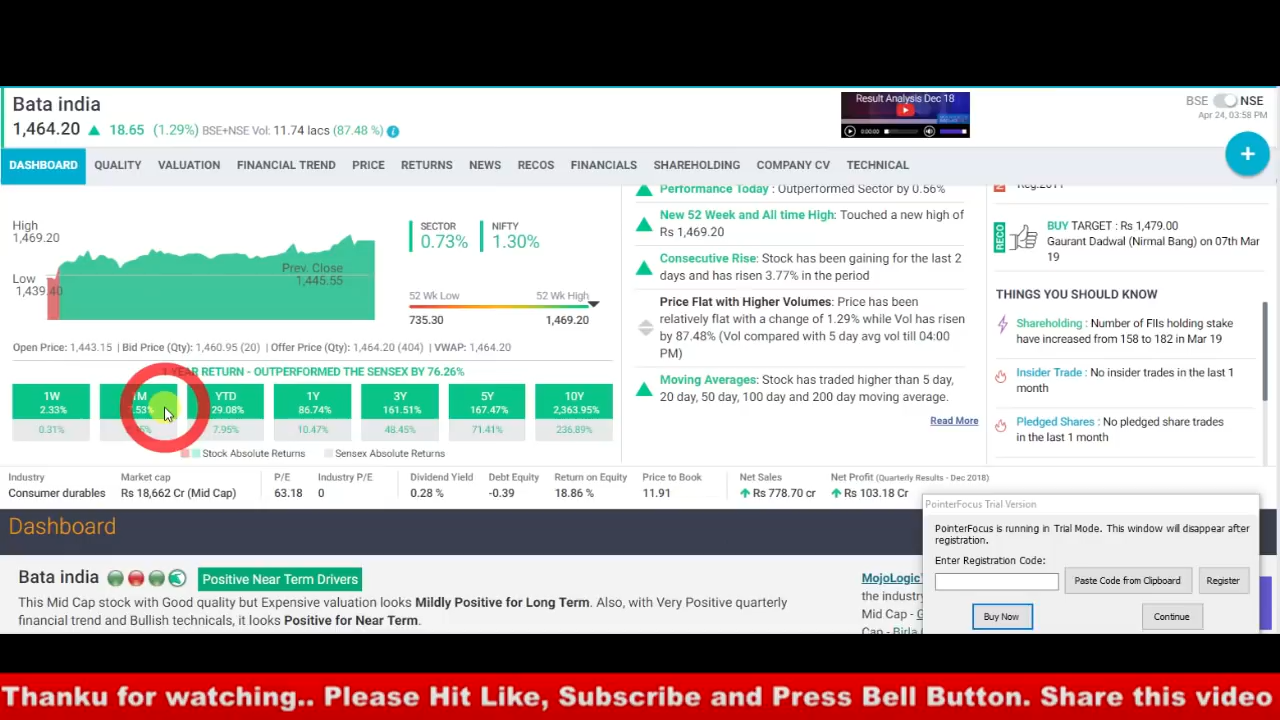 Bata india
1,464.20 18.65 (1.29%) BSE+NSE Vol: 11.74 lacs (87.48 %)
Result Analysis Dec 18
0:00:00
BSE NSE
Apr 24, 03:58 PM
+
DASHBOARD QUALITY VALUATION FINANCIAL TREND PRICE RETURNS NEWS RECOS FINANCIALS SHAREHOLDING COMPANY CV TECHNICAL
High
1,469.20
Low
1,439.40
Prev. Close
1,445.55
SECTOR
0.73%
NIFTY
1.30%
52 Wk Low 52 Wk High
735.30 1,469.20
Open Price: 1,443.15 | Bid Price (Qty): 1,460.95 (20) | Offer Price (Qty): 1,464.20 (404) | VWAP: 1,464.20
1 YEAR RETURN - OUTPERFORMED THE SENSEX BY 76.26%
1W 1M YTD 1Y 3Y 5Y 10Y
2.33% 29.08% 86.74% 161.51% 167.47% 2,363.95%
0.31% 7.95% 10.47% 48.45% 71.41% 236.89%
Stock Absolute Returns Sensex Absolute Returns
Performance Today : Outperformed Sector by 0.56%
New 52 Week and All time High: Touched a new high of
Rs 1,469.20
Consecutive Rise: Stock has been gaining for the last 2
days and has risen 3.77% in the period
Price Flat with Higher Volumes: Price has been
relatively flat with a change of 1.29% while Vol has risen
by 87.48% (Vol compared with 5 day avg vol till 04:00
PM)
Moving Averages: Stock has traded higher than 5 day,
20 day, 50 day, 100 day and 200 day moving average.
Read More
RECO
BUY TARGET : Rs 1,479.00
Gaurant Dadwal (Nirmal Bang) on 07th Mar
19
THINGS YOU SHOULD KNOW
Shareholding : Number of FIIs holding stake
have increased from 158 to 182 in Mar 19
Insider Trade : No insider trades in the last 1
month
Pledged Shares : No pledged share trades
in the last 1 month
Industry Market cap P/E Industry P/E Dividend Yield Debt Equity Return on Equity Price to Book Net Sales Net Profit (Quarterly Results - Dec 2018)
Consumer durables Rs 18,662 Cr (Mid Cap) 63.18 0 0.28 % -0.39 18.86 % 11.91 Rs 778.70 cr Rs 103.18 Cr
Dashboard
Bata india Positive Near Term Drivers
This Mid Cap stock with Good quality but Expensive valuation looks Mildly Positive for Long Term. Also, with Very Positive quarterly
financial trend and Bullish technicals, it looks Positive for Near Term.
MojoLogic
the industry
Mid Cap -
Cap - Birla
PointerFocus Trial Version
PointerFocus is running in Trial Mode. This window will disappear after
registration.
Enter Registration Code:
Paste Code from Clipboard Register
Buy Now Continue
Thanku for watching.. Please Hit Like, Subscribe and Press Bell Button. Share this video